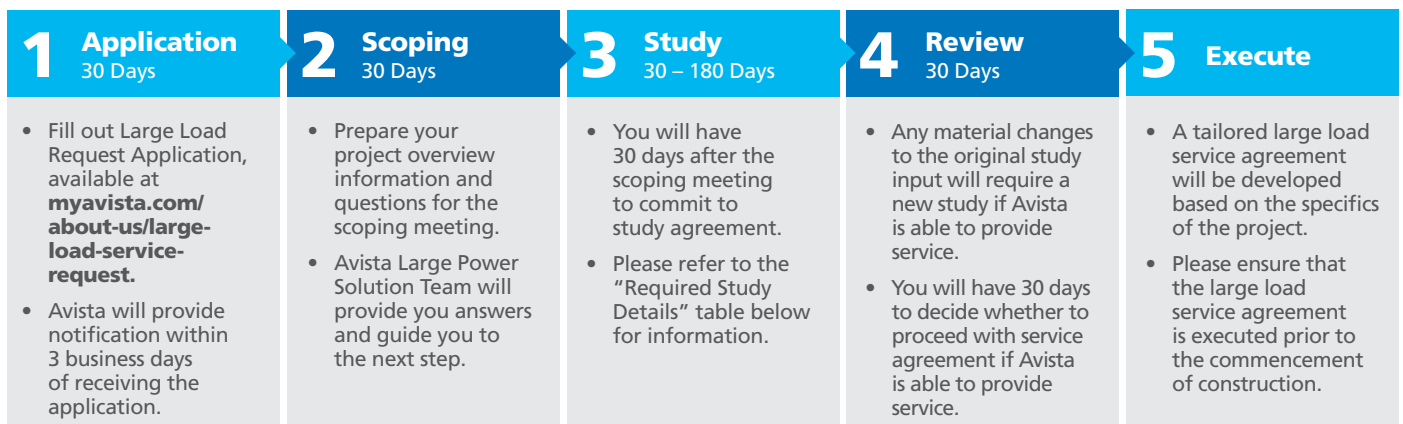 1 Application
30 Days
• Fill out Large Load
Request Application,
available at
myavista.com/
about-us/large-
load-service-
request.
• Avista will provide
notification within
3 business days
of receiving the
application.
2 Scoping
30 Days
• Prepare your
project overview
information and
questions for the
scoping meeting.
• Avista Large Power
Solution Team will
provide you answers
and guide you to
the next step.
3 Study
30 – 180 Days
• You will have
30 days after the
scoping meeting
to commit to
study agreement.
• Please refer to the
“Required Study
Details” table below
for information.
4 Review
30 Days
• Any material changes
to the original study
input will require a
new study if Avista
is able to provide
service.
• You will have 30 days
to decide whether to
proceed with service
agreement if Avista
is able to provide
service.
5 Execute
• A tailored large load
service agreement
will be developed
based on the specifics
of the project.
• Please ensure that
the large load
service agreement
is executed prior to
the commencement
of construction.